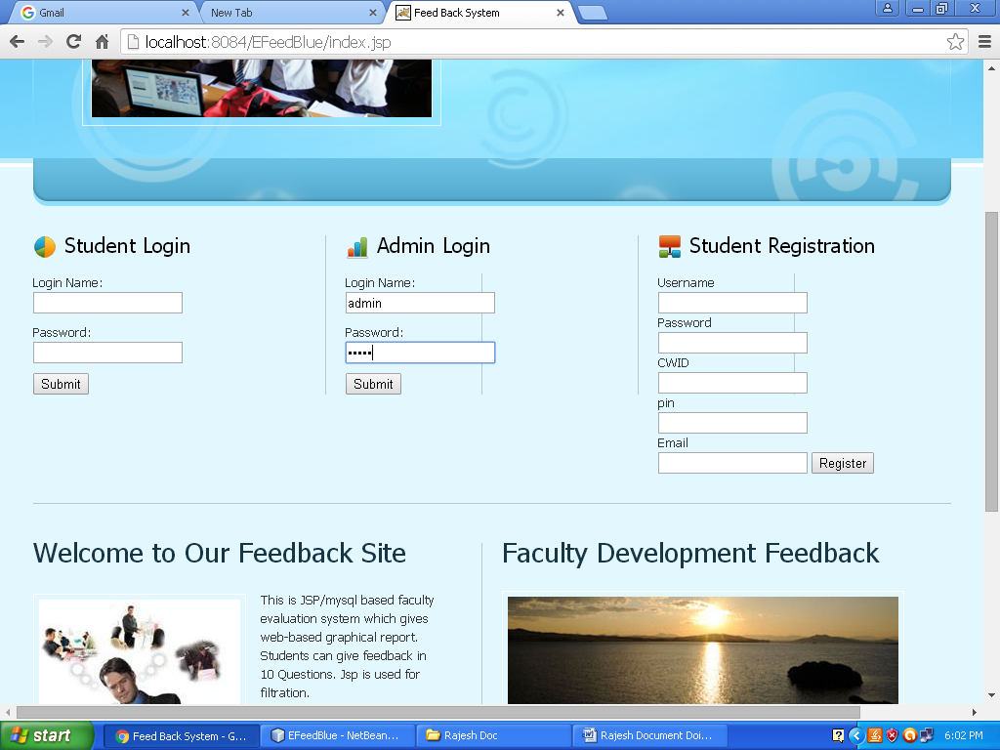 Gmail
New Tab
Feed Back System
localhost:8084/EFeedBlue/index.jsp
Student Login
Login Name:
Password:
Submit
Admin Login
Login Name:
admin
Password:
•••••
Submit
Student Registration
Username
Password
CWID
pin
Email
Register
Welcome to Our Feedback Site
This is JSP/mysql based faculty
evaluation system which gives
web-based graphical report.
Students can give feedback in
10 Questions. Jsp is used for
filtration.
Faculty Development Feedback
start
Feed Back System - G...
EFeedBlue - NetBean...
Rajesh Doc
Rajesh Document Doi...
6:02 PM